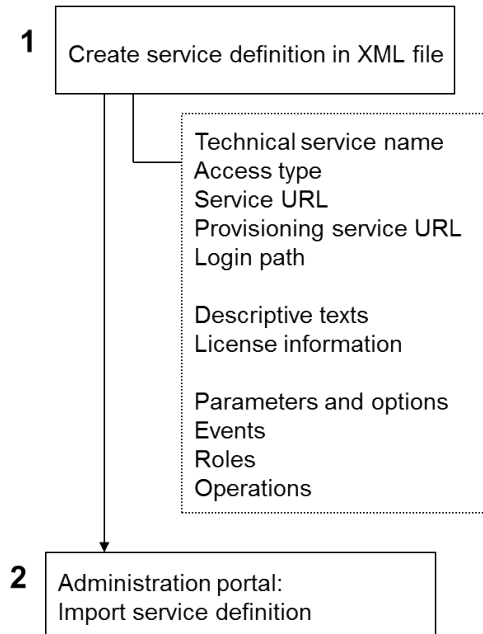 1
Create service definition in XML file
Technical service name
Access type
Service URL
Provisioning service URL
Login path
Descriptive texts
License information
Parameters and options
Events
Roles
Operations
2
Administration portal:
Import service definition